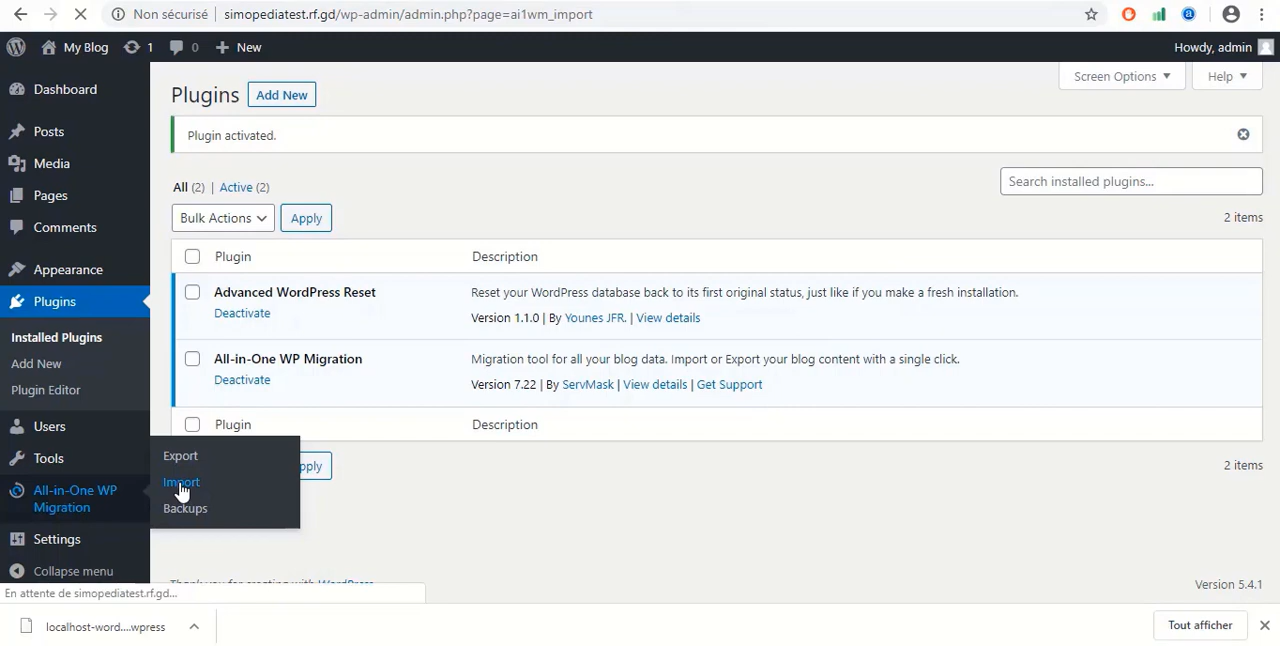 Non sécurisé simopediatest.rf.gd/wp-admin/admin.php?page=ai1wm_import
My Blog 1 0 New Howdy, admin
Screen Options Help
Dashboard
Posts
Media
Pages
Comments
Appearance
Plugins
Installed Plugins
Add New
Plugin Editor
Users
Tools
All-in-One WP
Migration
Settings
Collapse menu
Export
Import
Backups
Plugins Add New
Plugin activated.
All (2) | Active (2)
Search installed plugins...
Bulk Actions Apply
2 items
Plugin Description
Advanced WordPress Reset
Deactivate
Reset your WordPress database back to its first original status, just like if you make a fresh installation.
Version 1.1.0 | By Younes JFR. | View details
All-in-One WP Migration
Deactivate
Migration tool for all your blog data. Import or Export your blog content with a single click.
Version 7.22 | By ServMask | View details | Get Support
Plugin Description
pply
2 items
Thank you for creating with WordPress
Version 5.4.1
En attente de simopediatest.rf.gd...
localhost-word....wpress
Tout afficher